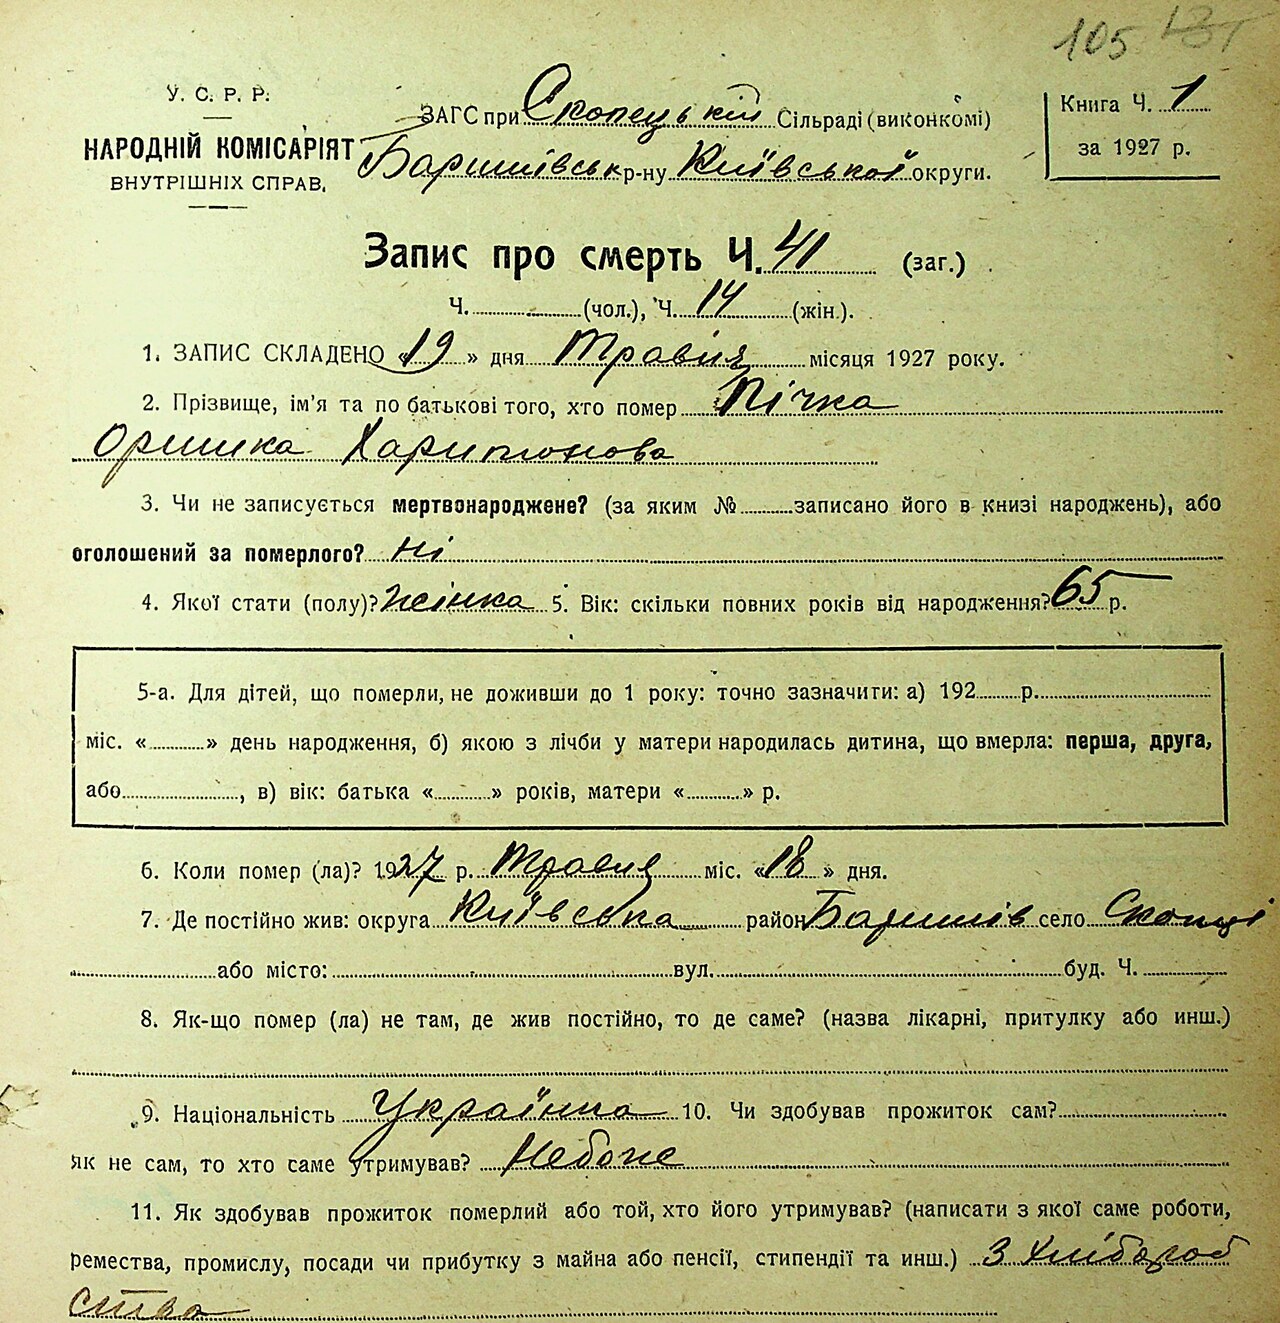 105
У. С. Р. Р.
НАРОДНІЙ КОМІСАРІЯТ
ВНУТРІШНІХ СПРАВ.
ЗАГС при Скопецькій Сільраді (виконкомі)
Баришівськ р-ну Київської округи.
Книга Ч. 1
за 1927 р.
Запис про смерть Ч. 41 (заг.)
Ч. (чол.), Ч. 14 (жін.).
1. ЗАПИС СКЛАДЕНО « 19 » дня Травня місяця 1927 року.
2. Прізвище, ім'я та по батькові того, хто помер Пічка
Оришка Харитонова
3. Чи не записується мертвонароджене? (за яким № записано його в книзі народжень), або
оголошений за померлого? ні
4. Якої стати (полу)? Жінка 5. Вік: скільки повних років від народження? 65 р.
5-а. Для дітей, що померли, не доживши до 1 року: точно зазначити: а) 192 р.
міс. « » день народження, б) якою з лічби у матери народилась дитина, що вмерла: перша, друга,
або , в) вік: батька « » років, матери « » р.
6. Коли помер (ла)? 1927 р. Травня міс. « 18 » дня.
7. Де постійно жив: округа Київська район Баришів село Скопці
або місто: вул. буд. Ч.
8. Як-що помер (ла) не там, де жив постійно, то де саме? (назва лікарні, притулку або инш.)
9. Національність Українка 10. Чи здобував прожиток сам?
Як не сам, то хто саме утримував? Небоже
11. Як здобував прожиток померлий або той, хто його утримував? (написати з якої саме роботи,
ремества, промислу, посади чи прибутку з майна або пенсії, стипендії та инш.) З Хліброб
ства